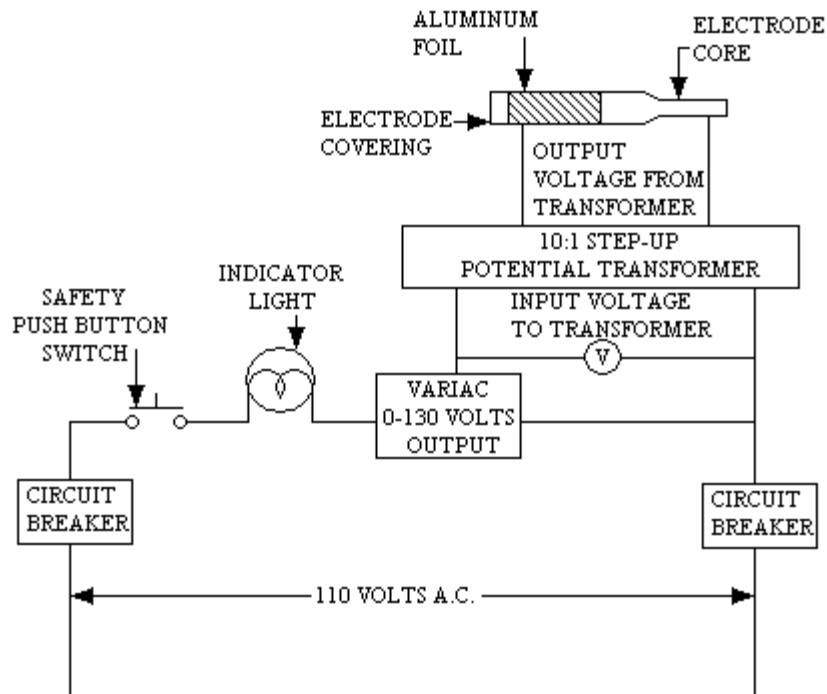 ALUMINUM
FOIL
ELECTRODE
CORE
ELECTRODE
COVERING
OUTPUT
VOLTAGE FROM
TRANSFORMER
10:1 STEP-UP
POTENTIAL TRANSFORMER
INDICATOR
LIGHT
SAFETY
PUSH BUTTON
SWITCH
INPUT VOLTAGE
TO TRANSFORMER
V
VARIAC
0-130 VOLTS
OUTPUT
CIRCUIT
BREAKER
CIRCUIT
BREAKER
110 VOLTS A.C.